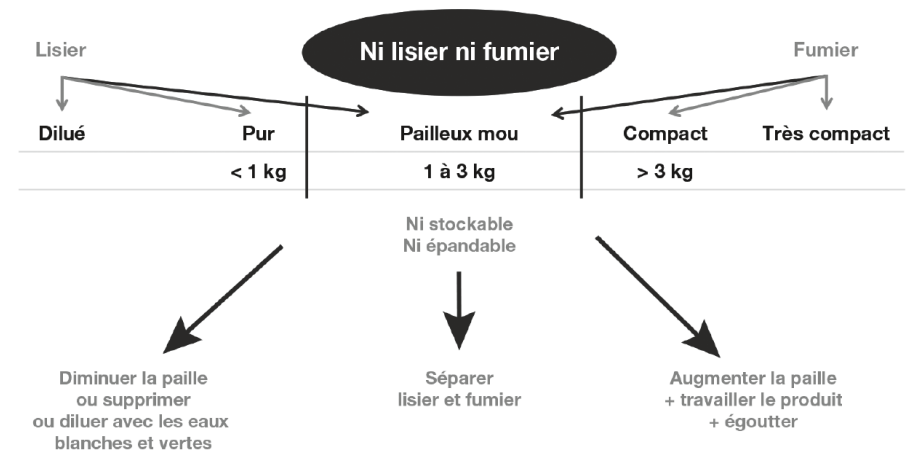 Lisier
Ni lisier ni fumier
Fumier
Dilué
Pur
Pailleux mou
Compact
Très compact
< 1 kg
1 à 3 kg
> 3 kg
Ni stockable
Ni épandable
Diminuer la paille
ou supprimer
ou diluer avec les eaux
blanches et vertes
Séparer
lisier et fumier
Augmenter la paille
+ travailler le produit
+ égoutter